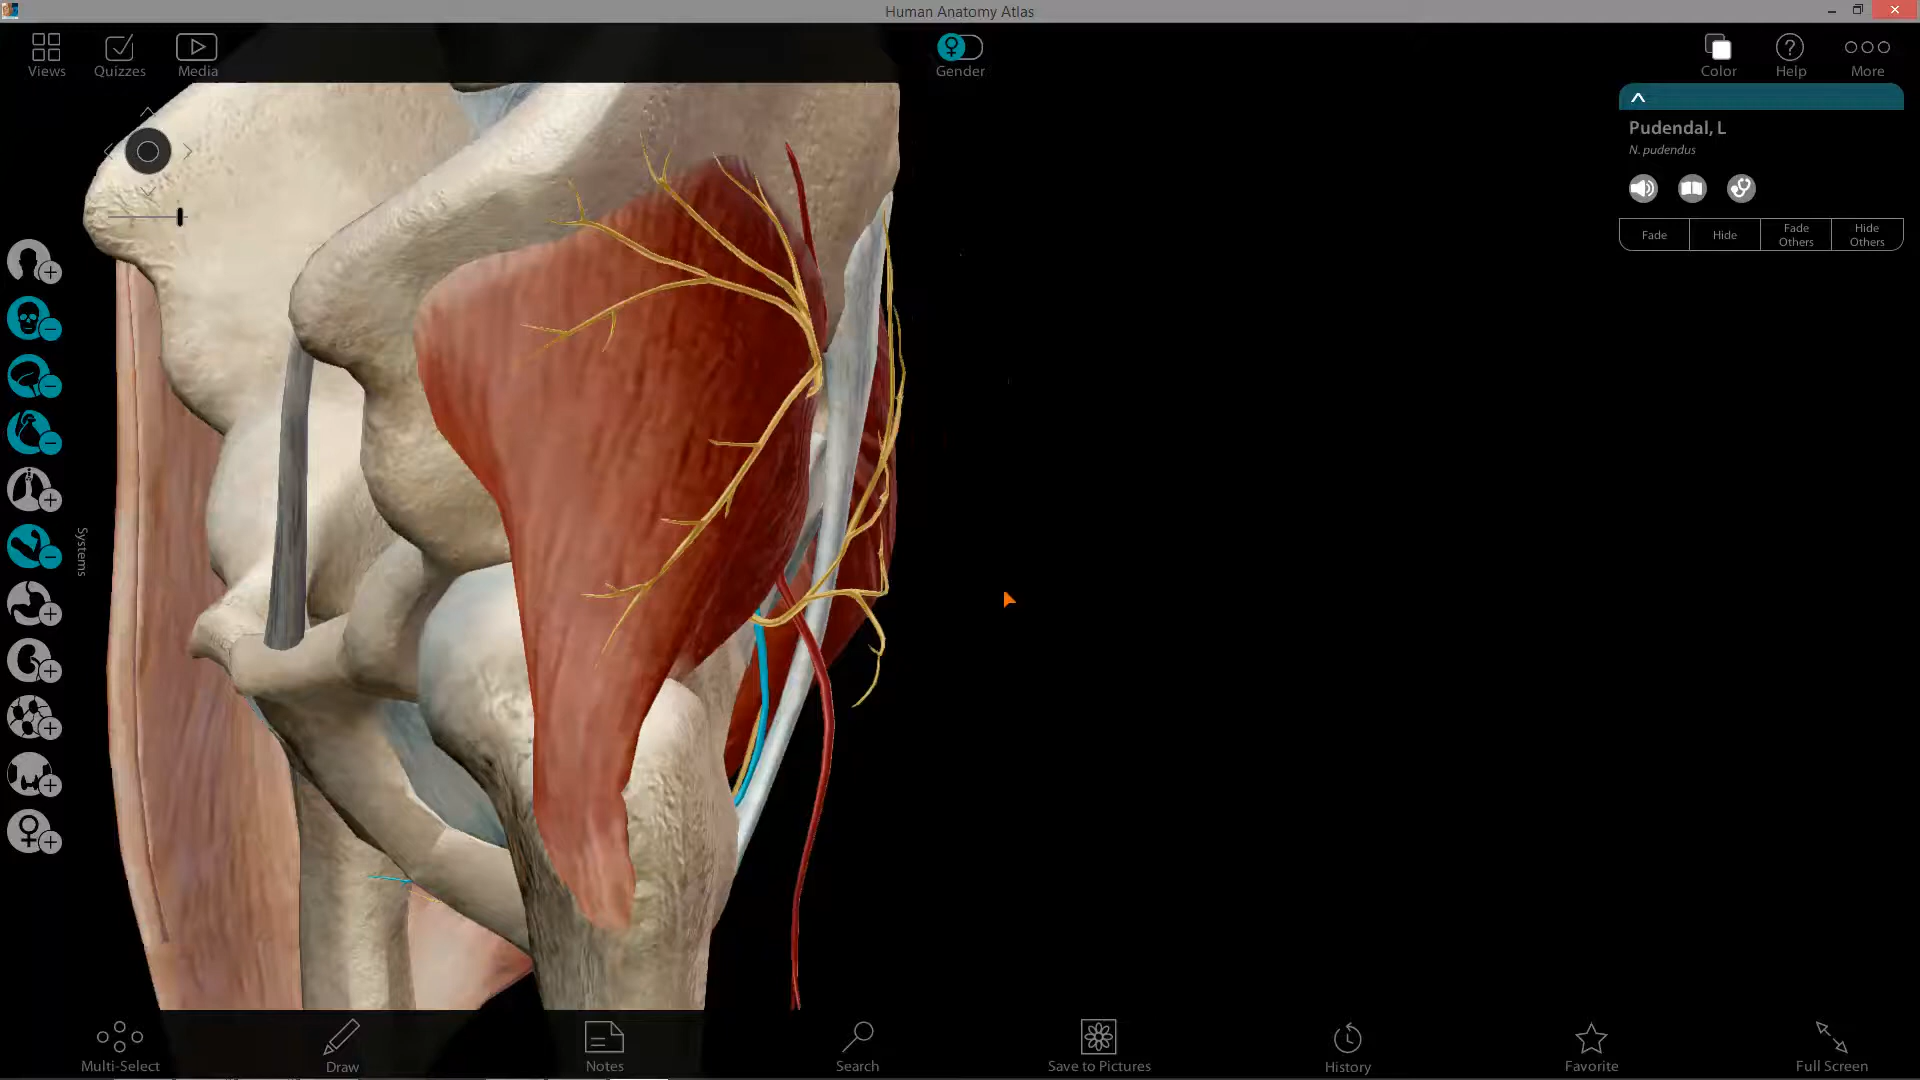 Human Anatomy Atlas
Views
Quizzes
Media
Gender
Color
Help
More
Pudendal, L
N. pudendus
Fade
Hide
Fade
Others
Hide
Others
Systems
Multi-Select
Draw
Notes
Search
Save to Pictures
History
Favorite
Full Screen